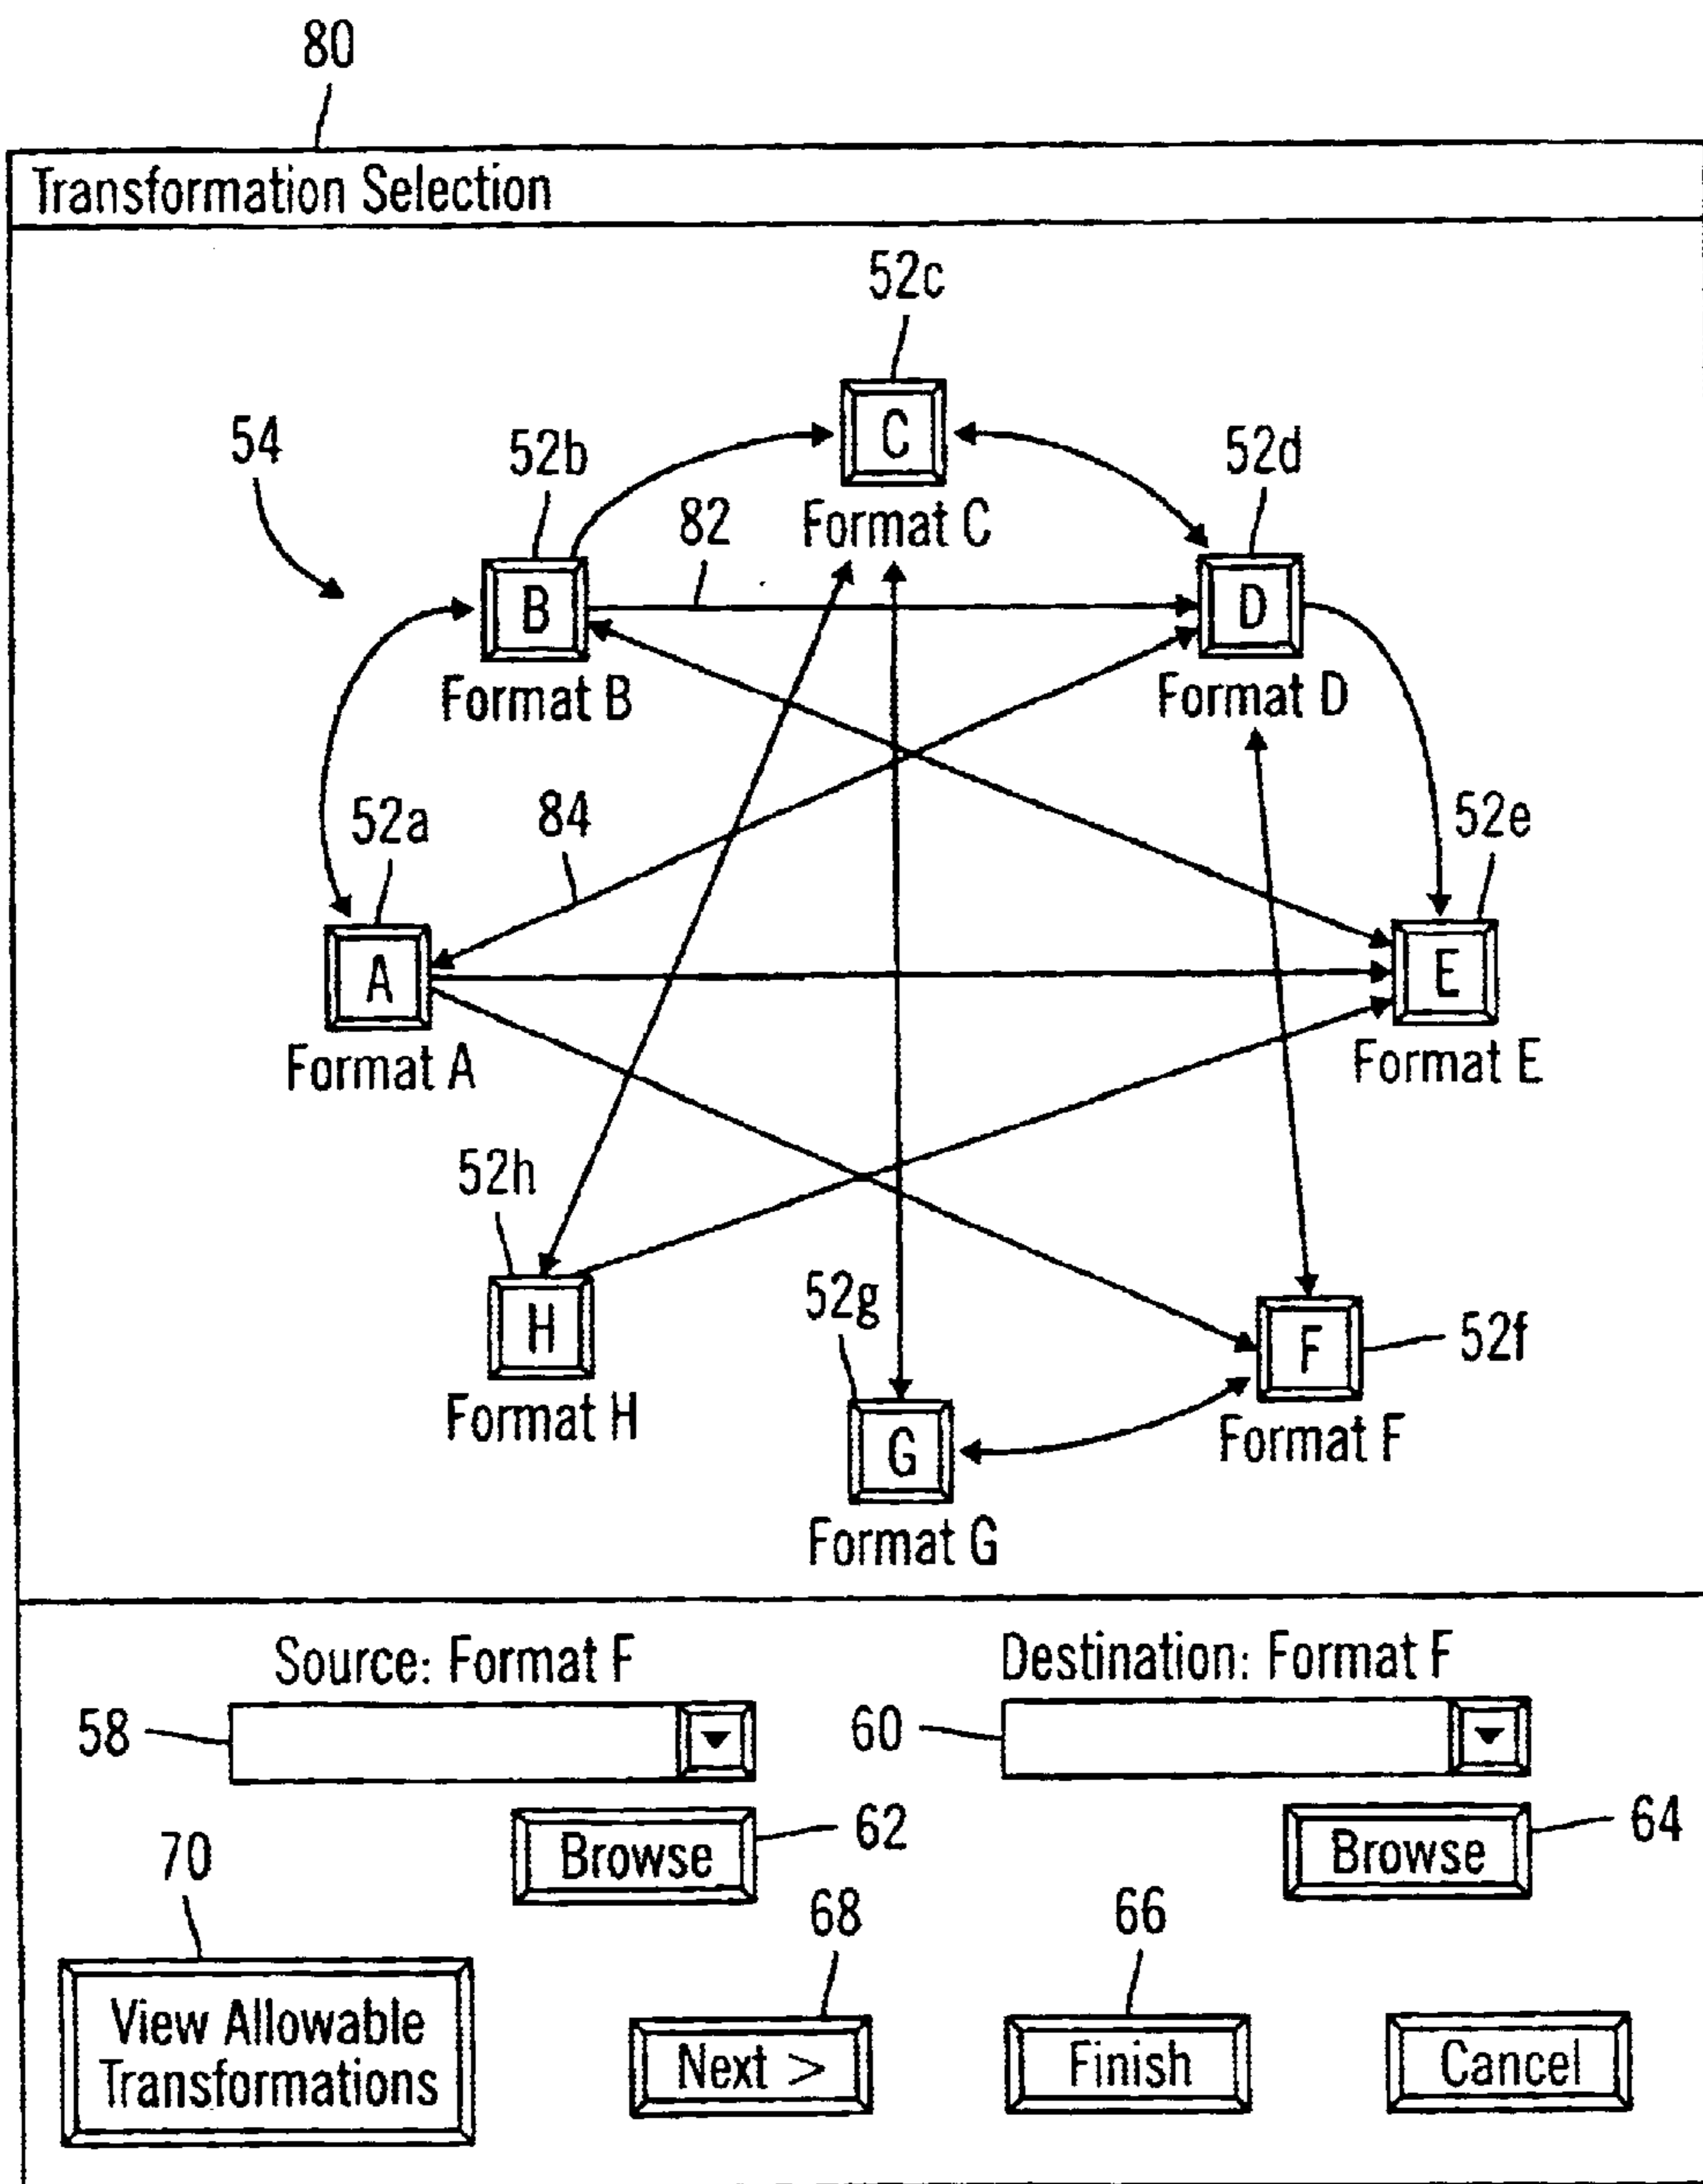 80
Transformation Selection
52c
C
Format C
54
52b
B
Format B
82
52d
D
Format D
52a
84
A
Format A
52e
E
Format E
52h
H
Format H
52g
G
Format G
F
52f
Format F
Source: Format F
Destination: Format F
58
60
Browse
62
Browse
64
70
View Allowable
Transformations
68
Next >
66
Finish
Cancel